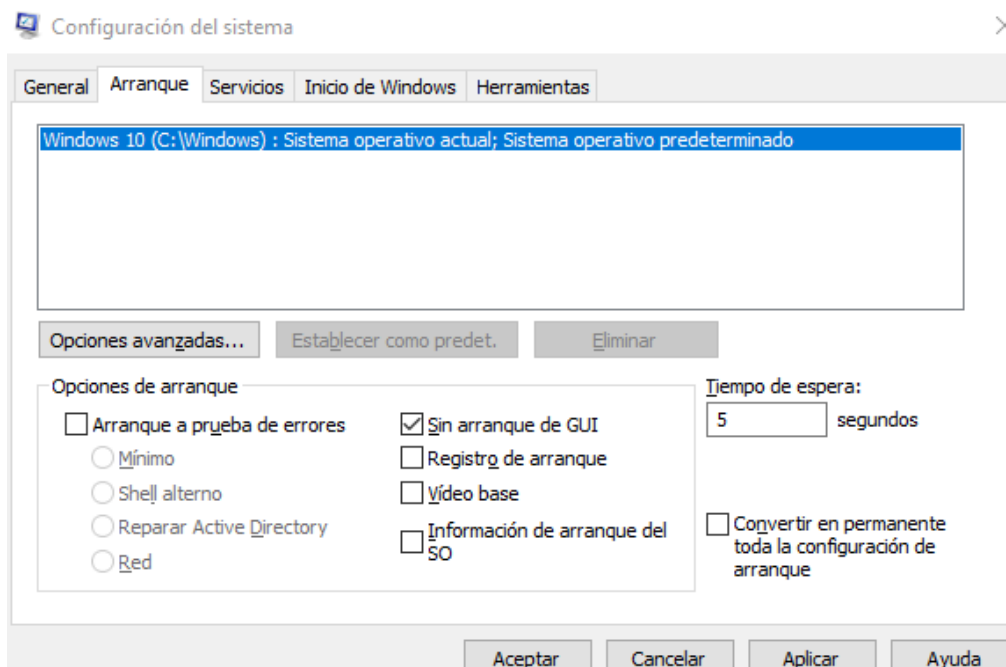 Configuración del sistema
General Arranque Servicios Inicio de Windows Herramientas
Windows 10 (C:\Windows) : Sistema operativo actual; Sistema operativo predeterminado
Opciones avanzadas... Establecer como predet. Eliminar
Opciones de arranque
Arranque a prueba de errores
Mínimo
Shell alterno
Reparar Active Directory
Red
Sin arranque de GUI
Registro de arranque
Vídeo base
Información de arranque del
SO
Tiempo de espera:
5 segundos
Convertir en permanente
toda la configuración de
arranque
Aceptar Cancelar Aplicar Ayuda